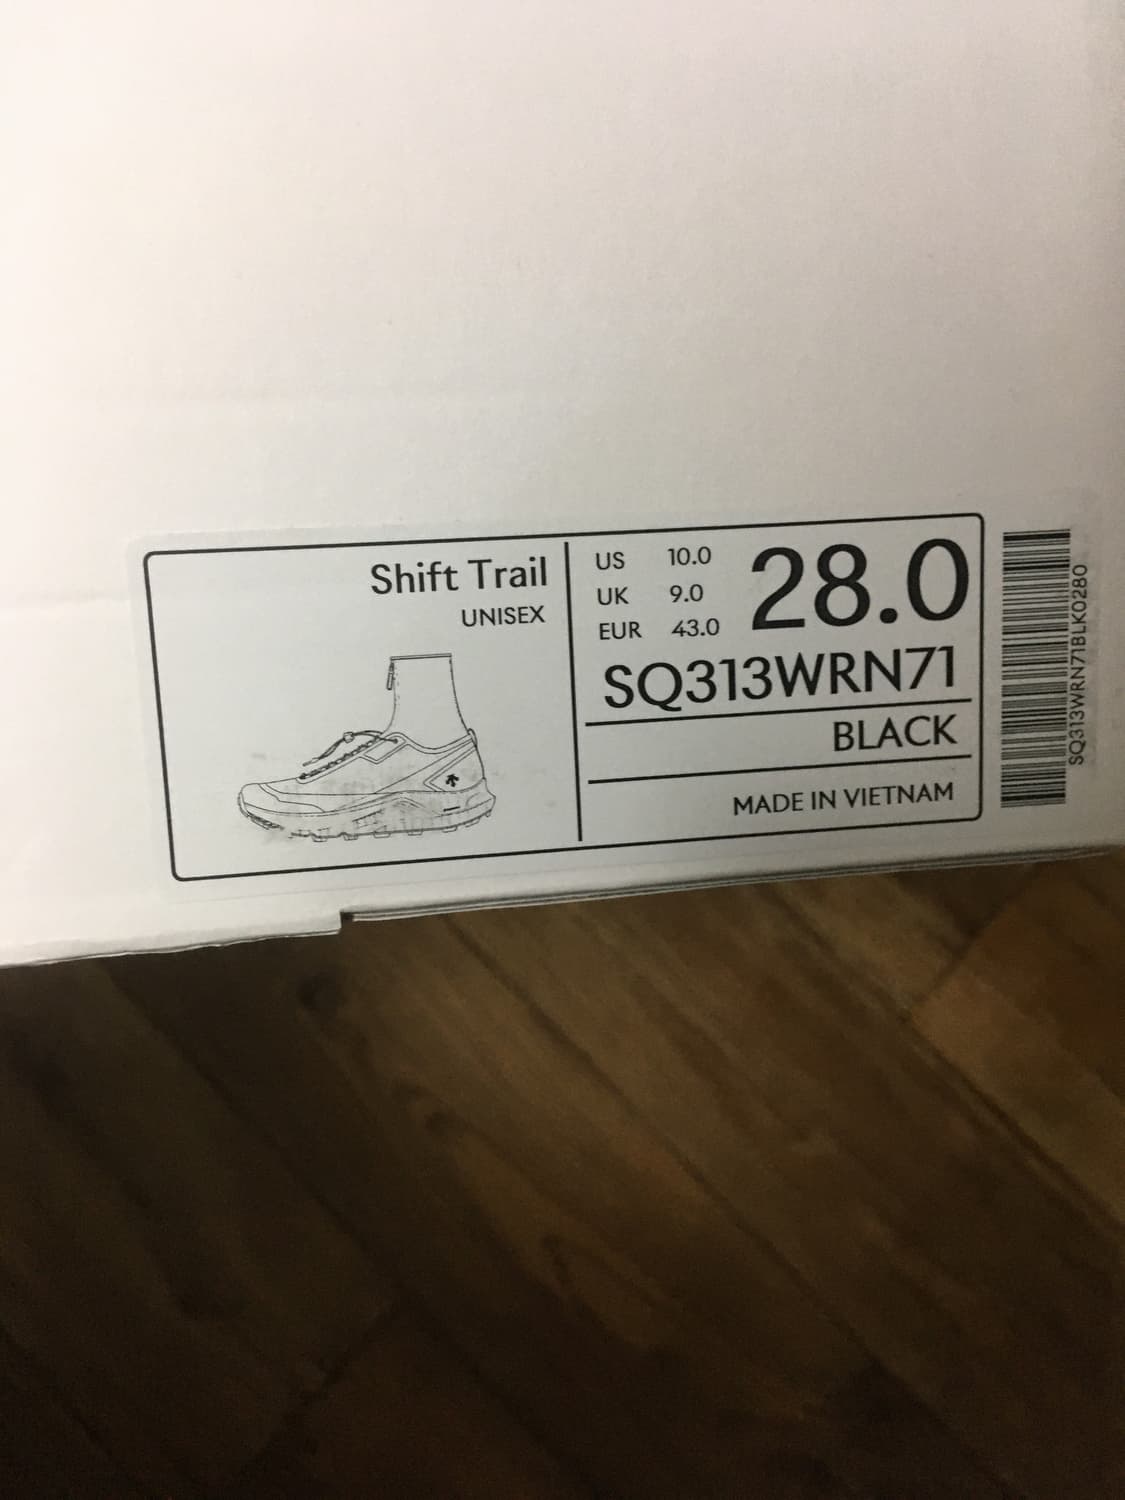 Shift Trail
UNISEX
US 10.0
UK 9.0
EUR 43.0
28.0
SQ313WRN71
BLACK
MADE IN VIETNAM
SQ313WRN71BLK0280